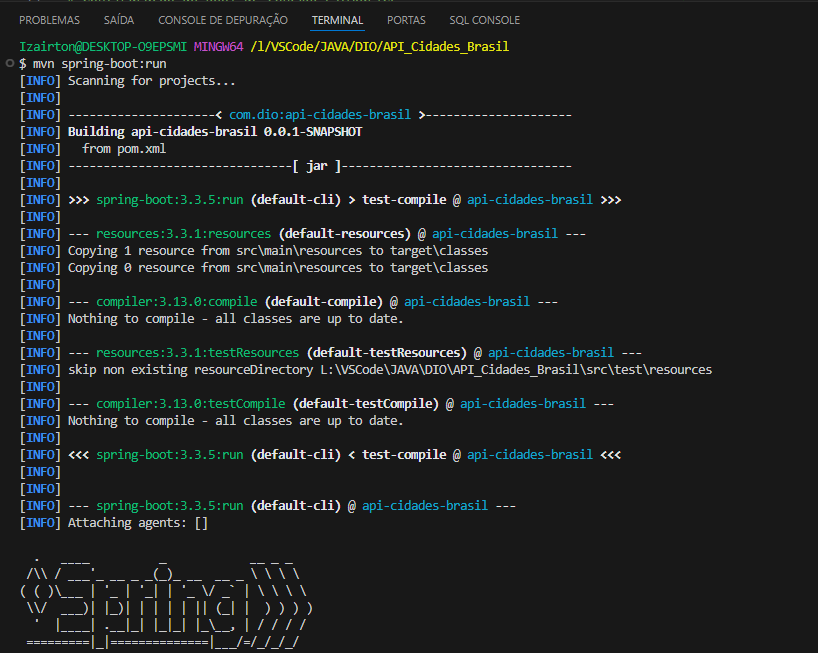 PROBLEMAS SAÍDA CONSOLE DE DEPURAÇÃO TERMINAL PORTAS SQL CONSOLE
Izairton@DESKTOP-O9EPSMI MINGW64 /l/VSCode/JAVA/DIO/API_Cidades_Brasil
$ mvn spring-boot:run
[INFO] Scanning for projects...
[INFO]
[INFO] ---------------------< com.dio:api-cidades-brasil >---------------------
[INFO] Building api-cidades-brasil 0.0.1-SNAPSHOT
[INFO]   from pom.xml
[INFO] --------------------------------[ jar ]---------------------------------
[INFO]
[INFO] >>> spring-boot:3.3.5:run (default-cli) > test-compile @ api-cidades-brasil >>>
[INFO]
[INFO] --- resources:3.3.1:resources (default-resources) @ api-cidades-brasil ---
[INFO] Copying 1 resource from src\main\resources to target\classes
[INFO] Copying 0 resource from src\main\resources to target\classes
[INFO]
[INFO] --- compiler:3.13.0:compile (default-compile) @ api-cidades-brasil ---
[INFO] Nothing to compile - all classes are up to date.
[INFO]
[INFO] --- resources:3.3.1:testResources (default-testResources) @ api-cidades-brasil ---
[INFO] skip non existing resourceDirectory L:\VSCode\JAVA\DIO\API_Cidades_Brasil\src\test\resources
[INFO]
[INFO] --- compiler:3.13.0:testCompile (default-testCompile) @ api-cidades-brasil ---
[INFO] Nothing to compile - all classes are up to date.
[INFO]
[INFO] <<< spring-boot:3.3.5:run (default-cli) < test-compile @ api-cidades-brasil <<<
[INFO]
[INFO]
[INFO] --- spring-boot:3.3.5:run (default-cli) @ api-cidades-brasil ---
[INFO] Attaching agents: []
  .   ____          _            __ _ _
 /\\ / ___'_ __ _ _(_)_ __  __ _ \ \ \ \
( ( )\___ | '_ | '_| | '_ \/ _` | \ \ \ \
 \\/  ___)| |_)| | | | | || (_| |  ) ) ) )
  '  |____| .__|_| |_|_| |_\__, | / / / /
 =========|_|==============|___/=/_/_/_/